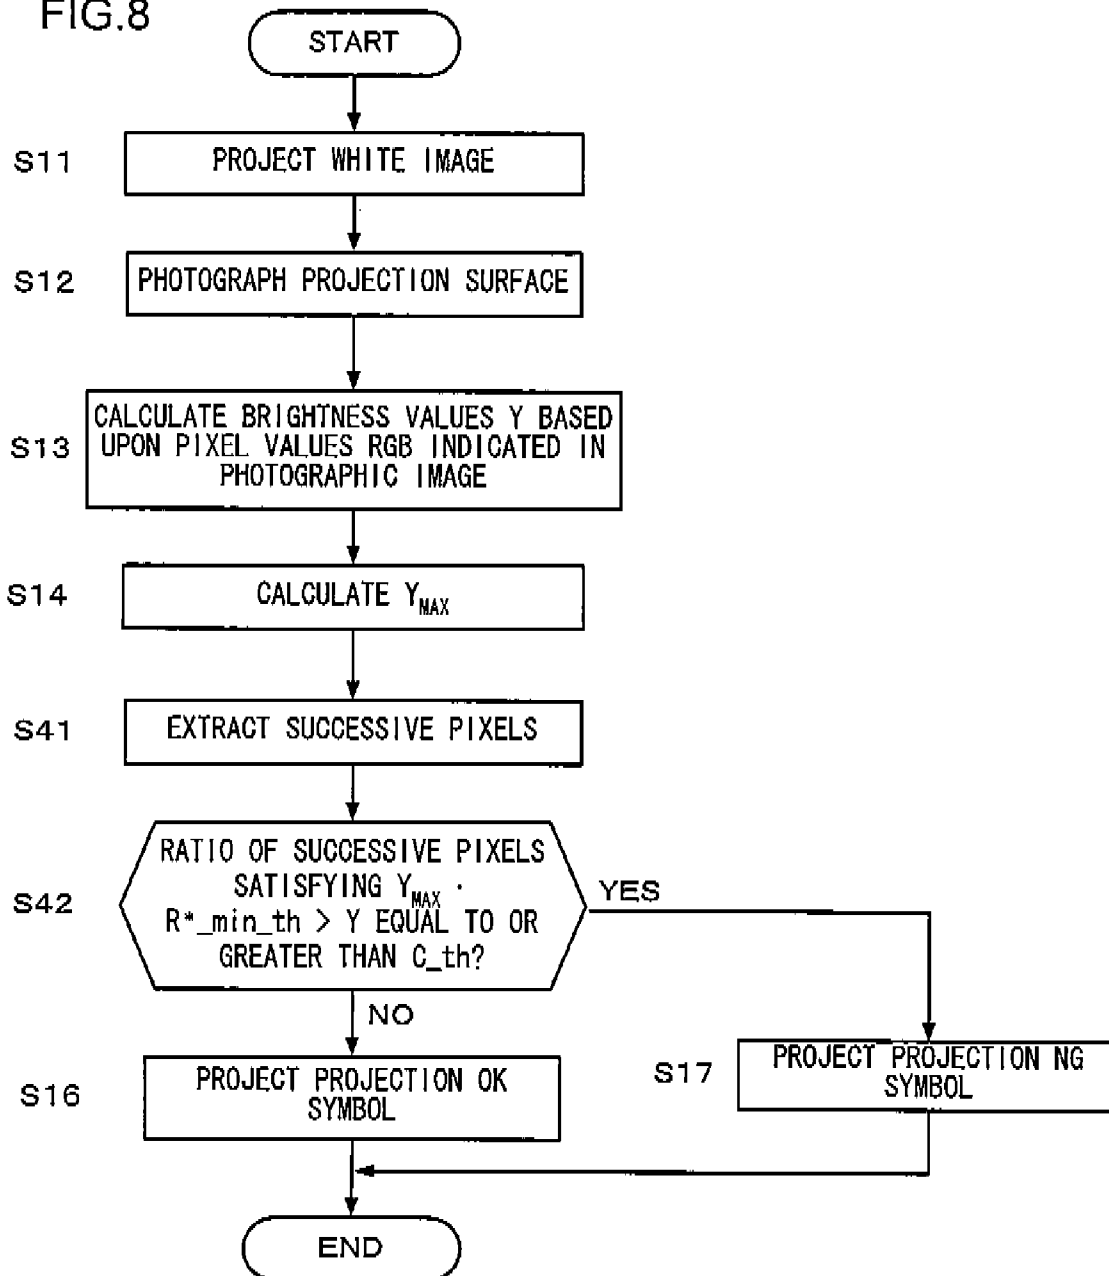 FIG.8
START
S11
PROJECT WHITE IMAGE
S12
PHOTOGRAPH PROJECTION SURFACE
S13
CALCULATE BRIGHTNESS VALUES Y BASED
UPON PIXEL VALUES RGB INDICATED IN
PHOTOGRAPHIC IMAGE
S14
CALCULATE Y_MAX
S41
EXTRACT SUCCESSIVE PIXELS
S42
RATIO OF SUCCESSIVE PIXELS
SATISFYING Y_MAX ·
R*_min_th > Y EQUAL TO OR
GREATER THAN C_th?
YES
NO
S16
PROJECT PROJECTION OK
SYMBOL
S17
PROJECT PROJECTION NG
SYMBOL
END